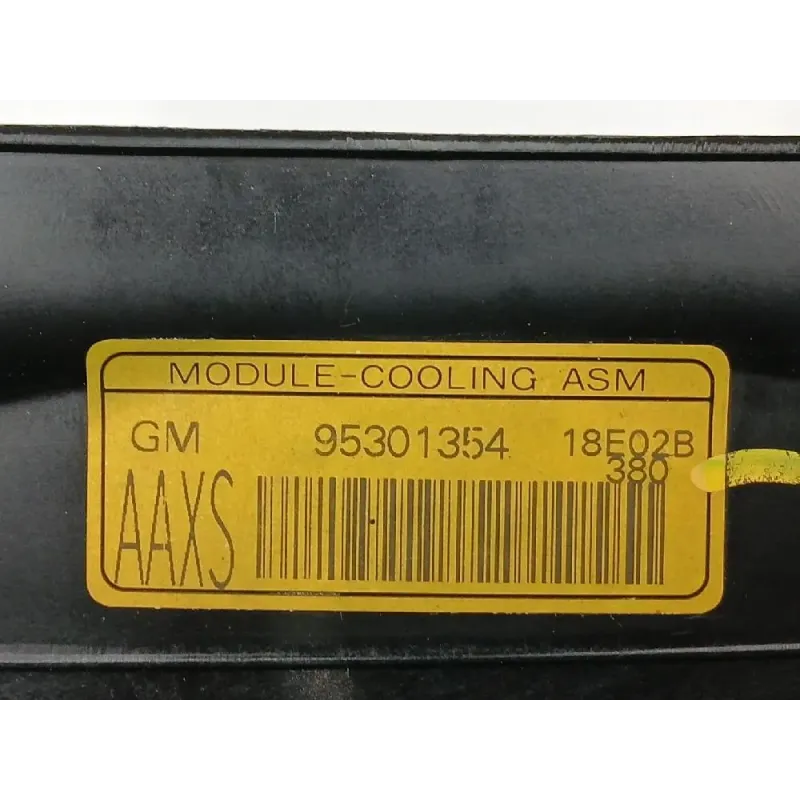 MODULE-COOLING ASM
GM 95301354 18E02B
380
AAXS